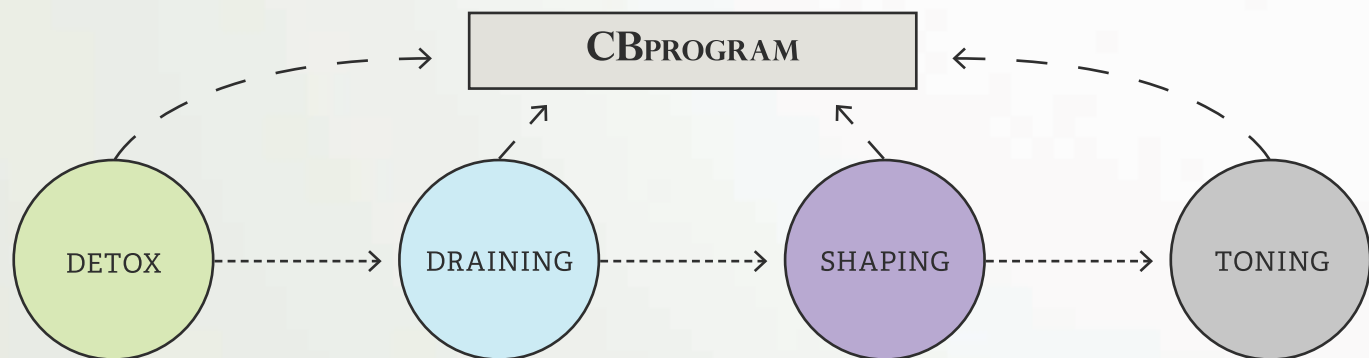 CBPROGRAM
DETOX
DRAINING
SHAPING
TONING